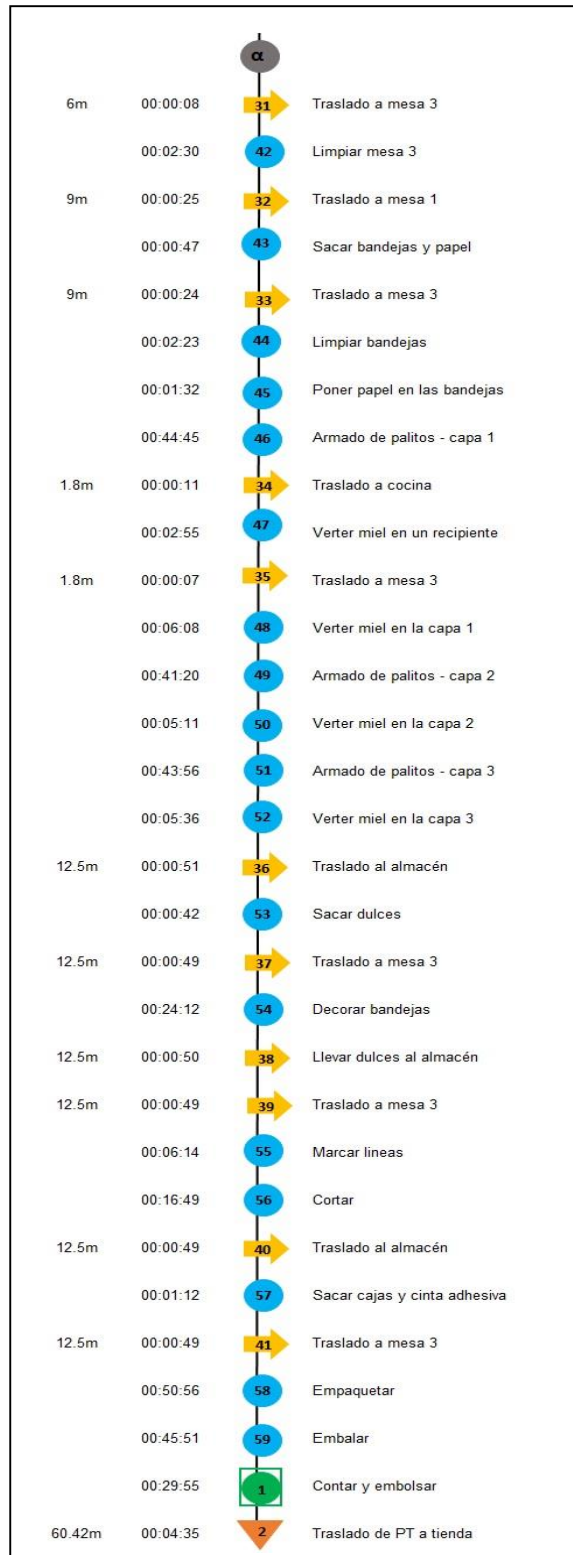 α
6m 00:00:08 31 Traslado a mesa 3
00:02:30 42 Limpiar mesa 3
9m 00:00:25 32 Traslado a mesa 1
00:00:47 43 Sacar bandejas y papel
9m 00:00:24 33 Traslado a mesa 3
00:02:23 44 Limpiar bandejas
00:01:32 45 Poner papel en las bandejas
00:44:45 46 Armado de palitos - capa 1
1.8m 00:00:11 34 Traslado a cocina
00:02:55 47 Verter miel en un recipiente
1.8m 00:00:07 35 Traslado a mesa 3
00:06:08 48 Verter miel en la capa 1
00:41:20 49 Armado de palitos - capa 2
00:05:11 50 Verter miel en la capa 2
00:43:56 51 Armado de palitos - capa 3
00:05:36 52 Verter miel en la capa 3
12.5m 00:00:51 36 Traslado al almacén
00:00:42 53 Sacar dulces
12.5m 00:00:49 37 Traslado a mesa 3
00:24:12 54 Decorar bandejas
12.5m 00:00:50 38 Llevar dulces al almacén
12.5m 00:00:49 39 Traslado a mesa 3
00:06:14 55 Marcar lineas
00:16:49 56 Cortar
12.5m 00:00:49 40 Traslado al almacén
00:01:12 57 Sacar cajas y cinta adhesiva
12.5m 00:00:49 41 Traslado a mesa 3
00:50:56 58 Empaquetar
00:45:51 59 Embalar
00:29:55 1 Contar y embolsar
60.42m 00:04:35 2 Traslado de PT a tienda